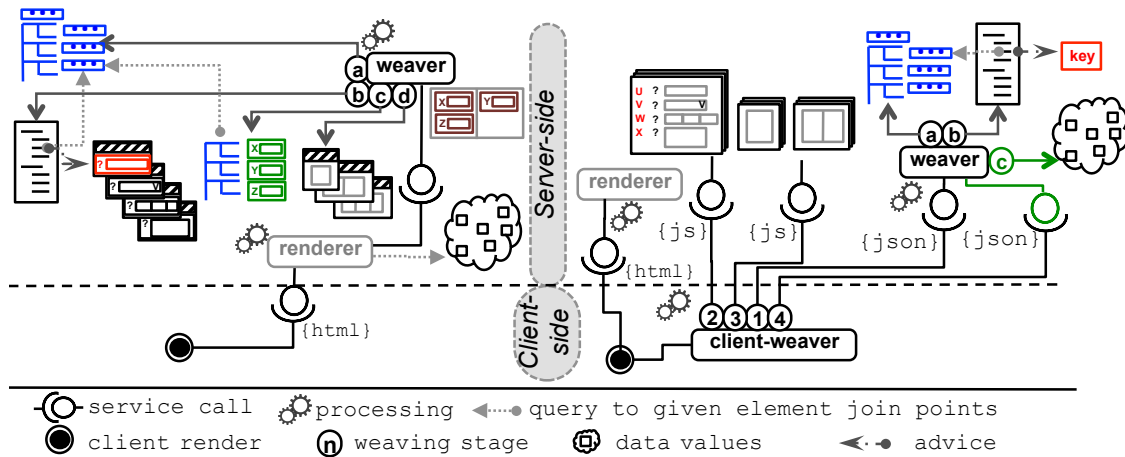 weaver
a
b c d
X
Y
Z
?
? V
?
?
X
Y
Z
renderer
{html}
Server-side
Client-
side
U ?
V ? V
W ?
X ?
renderer
{js}
{js}
{html}
key
a b
weaver
c
{json}
{json}
2 3 1 4
client-weaver
service call
processing
query to given element join points
client render
n weaving stage
data values
advice